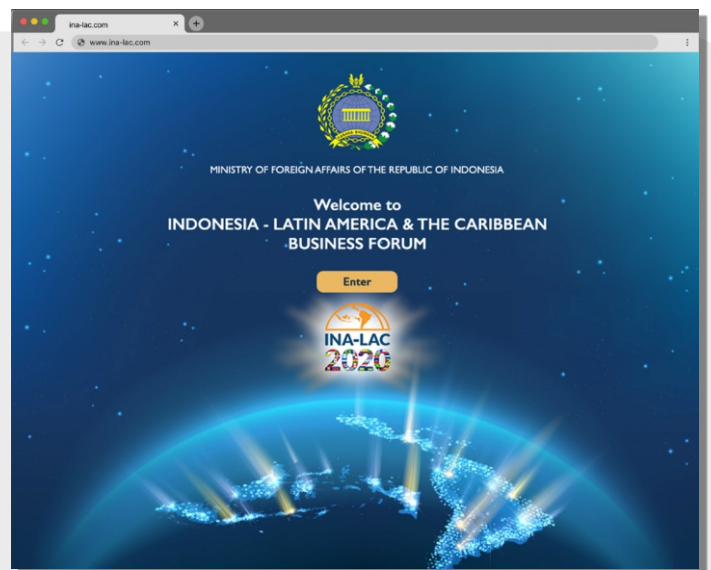 ina-lac.com
www.ina-lac.com
MINISTRY OF FOREIGN AFFAIRS OF THE REPUBLIC OF INDONESIA
Welcome to
INDONESIA - LATIN AMERICA & THE CARIBBEAN
BUSINESS FORUM
Enter
INA-LAC
2020